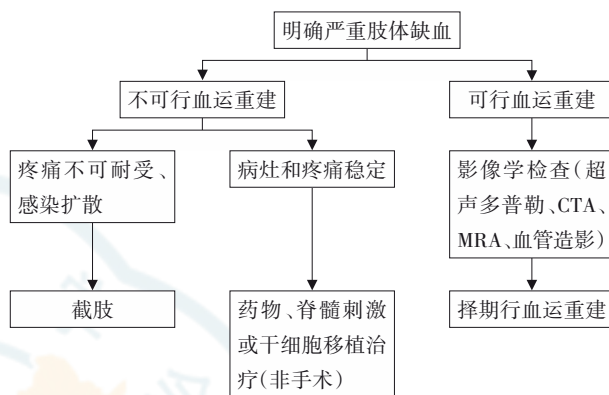 明确严重肢体缺血
不可行血运重建
可行血运重建
疼痛不可耐受、
感染扩散
病灶和疼痛稳定
影像学检查(超
声多普勒、CTA、
MRA、血管造影)
截肢
药物、脊髓刺激
或干细胞移植治
疗(非手术)
择期行血运重建